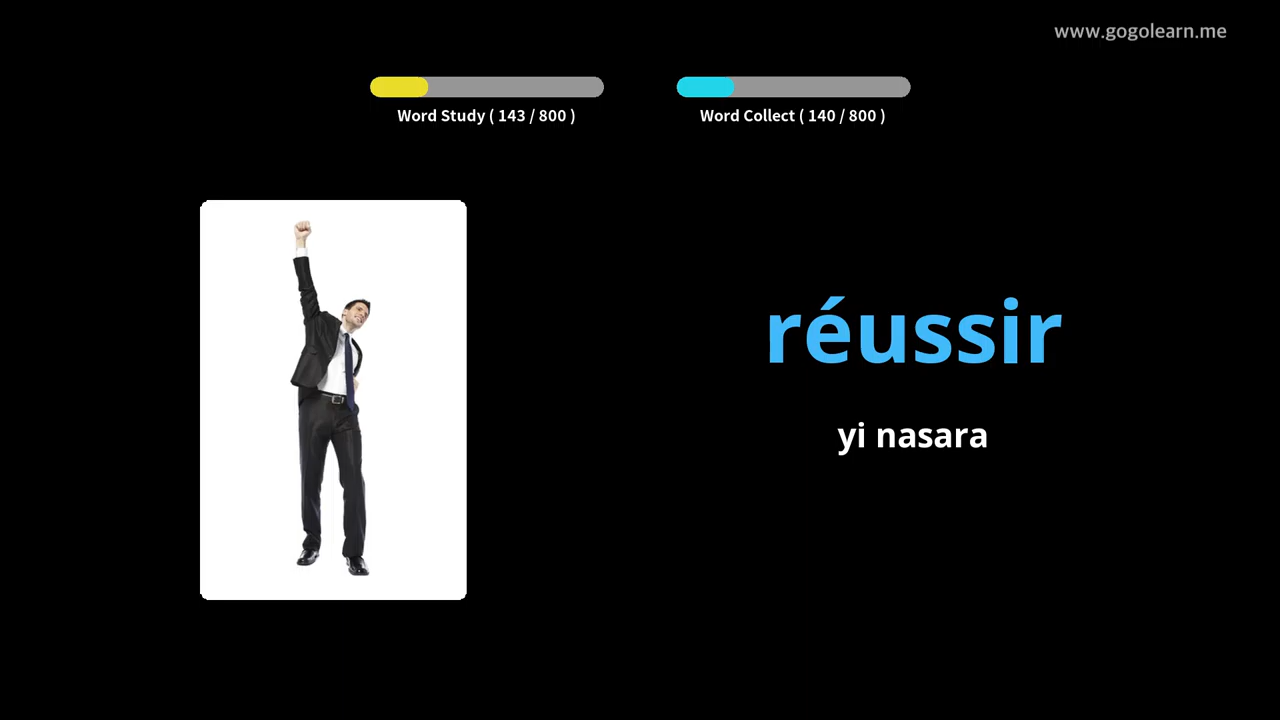 www.gogolearn.me
Word Study ( 143 / 800 )
Word Collect ( 140 / 800 )
réussir
yi nasara